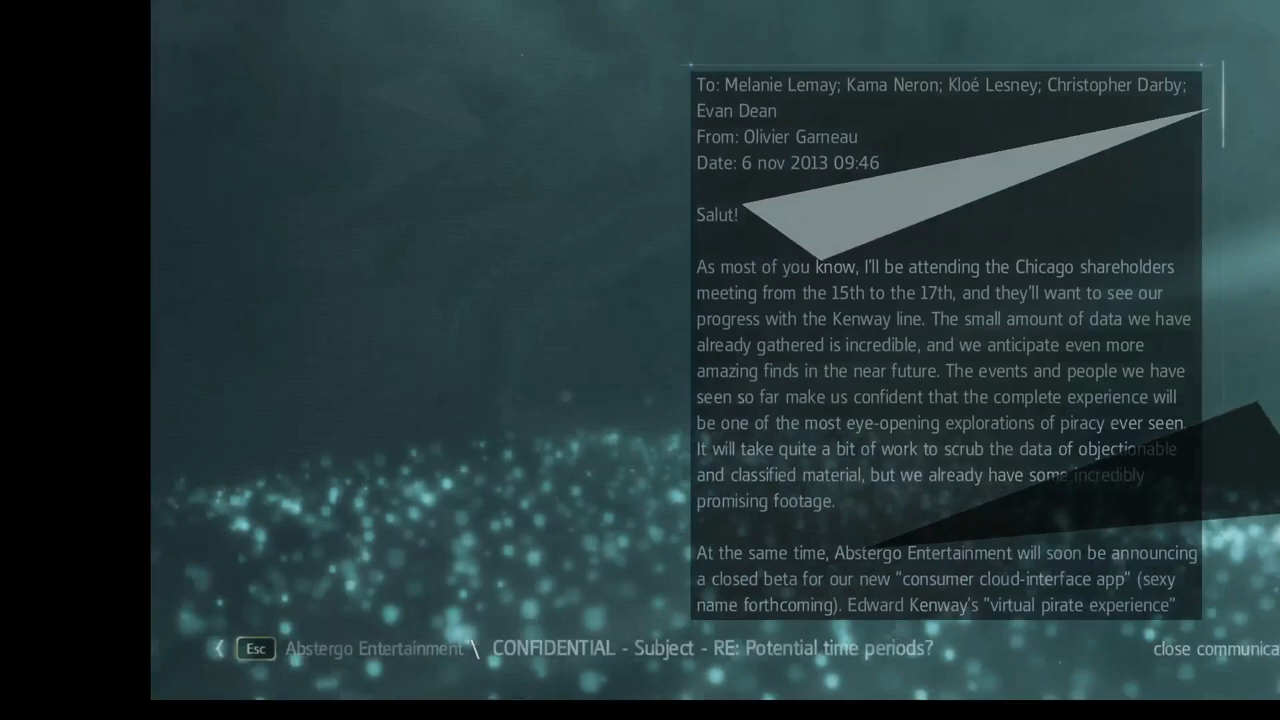 To: Melanie Lemay; Kama Neron; Kloé Lesney; Christopher Darby;
Evan Dean
From: Olivier Garneau
Date: 6 nov 2013 09:46
Salut!
As most of you know, I'll be attending the Chicago shareholders
meeting from the 15th to the 17th, and they'll want to see our
progress with the Kenway line. The small amount of data we have
already gathered is incredible, and we anticipate even more
amazing finds in the near future. The events and people we have
seen so far make us confident that the complete experience will
be one of the most eye-opening explorations of piracy ever seen.
It will take quite a bit of work to scrub the data of objectionable
and classified material, but we already have some incredibly
promising footage.
At the same time, Abstergo Entertainment will soon be announcing
a closed beta for our new "consumer cloud-interface app" (sexy
name forthcoming). Edward Kenway's "virtual pirate experience"
Esc Abstergo Entertainment \ CONFIDENTIAL - Subject - RE: Potential time periods?
close communica